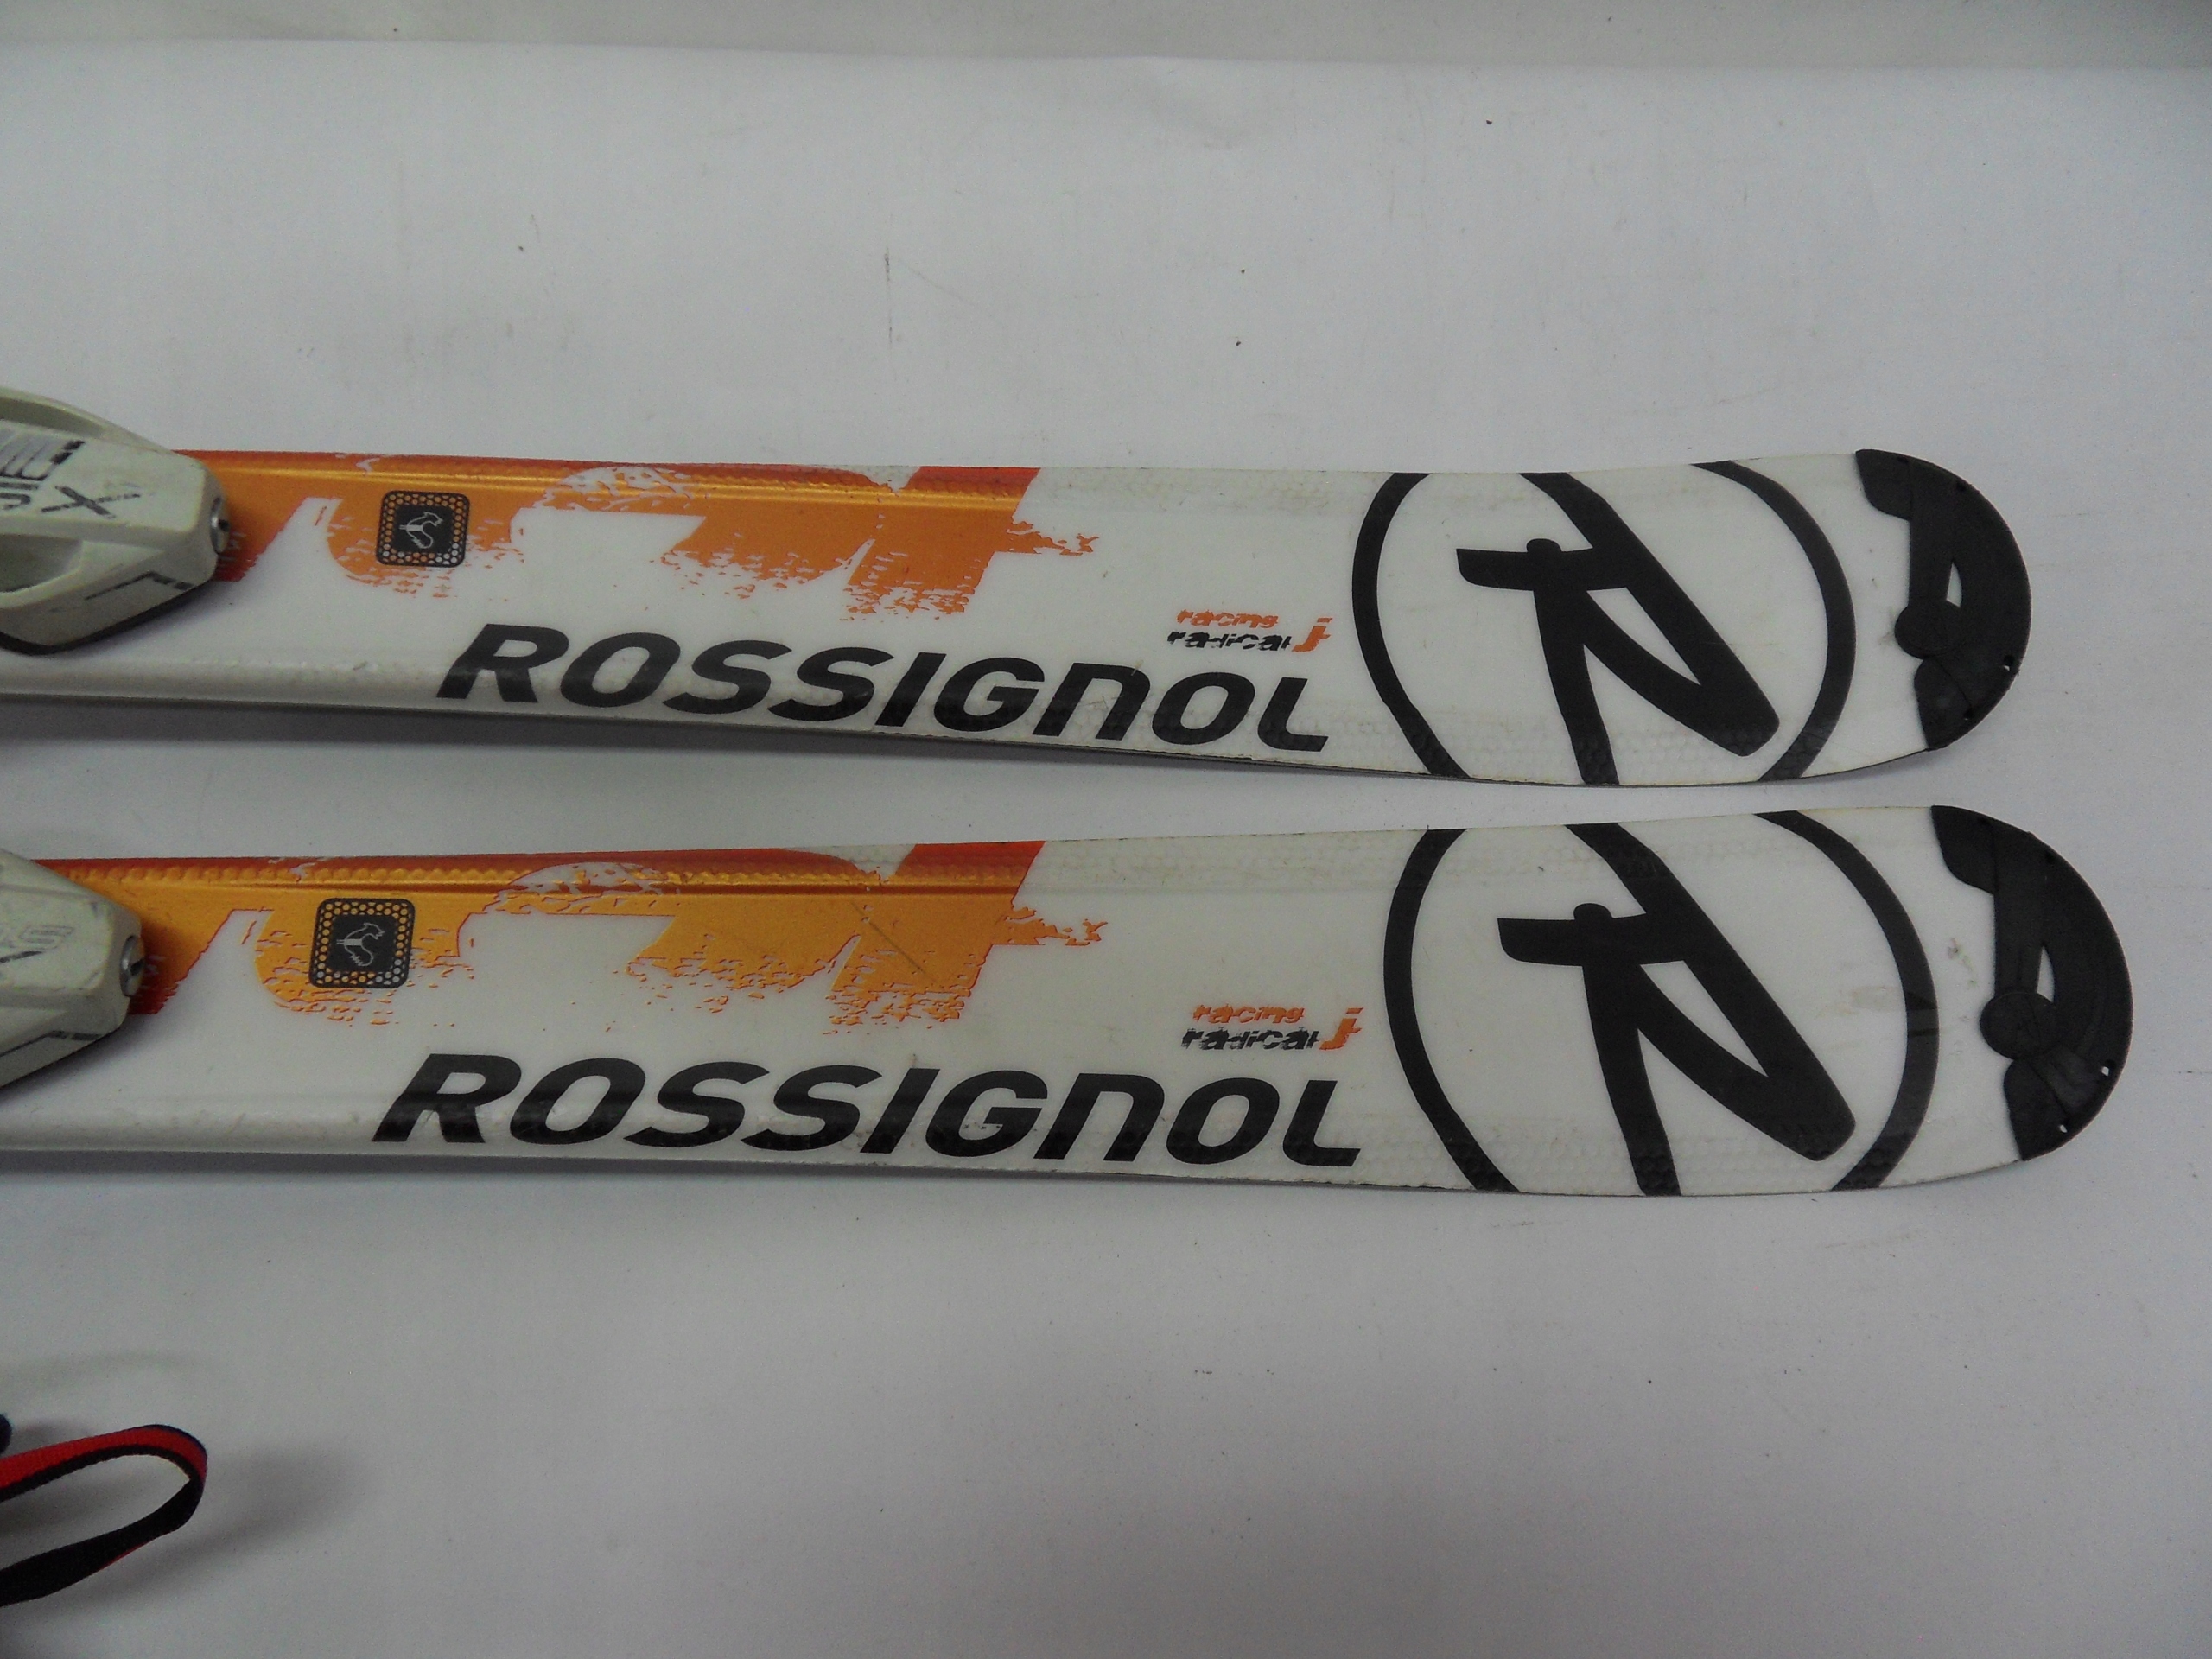 racing
radical j
ROSSIGNOL
racing
radical j
ROSSIGNOL